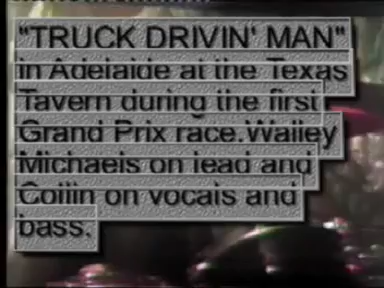 "TRUCK DRIVIN' MAN"
in Adelaide at the Texas
Tavern during the first
Grand Prix race.Walley
Michaels on lead and
Collin on vocals and
bass.